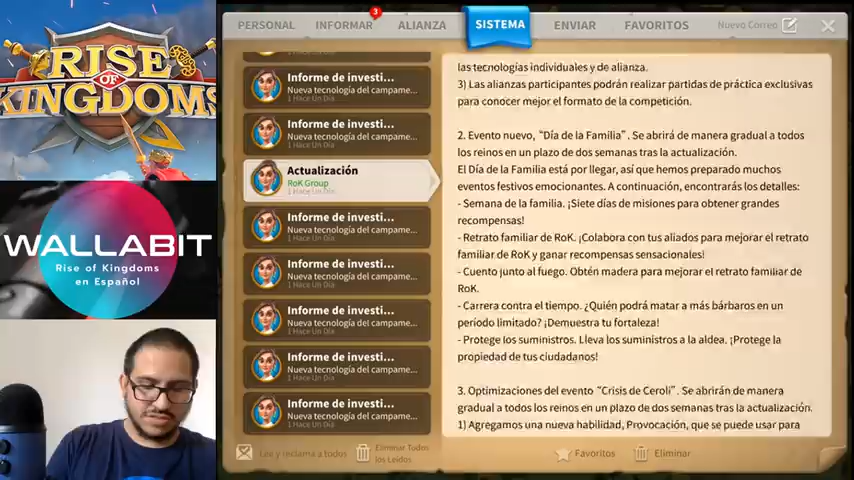 RISE
OF
KINGDOMS
WALLABIT
Rise of Kingdoms
en Español
PERSONAL
INFORMAR
3
ALIANZA
SISTEMA
ENVIAR
FAVORITOS
Nuevo Correo
1 Hace Un Día
Informe de investi...
Nueva tecnología del campame...
1 Hace Un Día
Informe de investi...
Nueva tecnología del campame...
1 Hace Un Día
Actualización
RoK Group
1 Hace Un Día
Informe de investi...
Nueva tecnología del campame...
1 Hace Un Día
Informe de investi...
Nueva tecnología del campame...
1 Hace Un Día
Informe de investi...
Nueva tecnología del campame...
1 Hace Un Día
Informe de investi...
Nueva tecnología del campame...
1 Hace Un Día
Informe de investi...
Nueva tecnología del campame...
1 Hace Un Día
Lee y reclama a todos
Eliminar Todos
los Leídos
las tecnologías individuales y de alianza.
3) Las alianzas participantes podrán realizar partidas de práctica exclusivas
para conocer mejor el formato de la competición.
2. Evento nuevo, “Día de la Familia”. Se abrirá de manera gradual a todos
los reinos en un plazo de dos semanas tras la actualización.
El Día de la Familia está por llegar, así que hemos preparado muchos
eventos festivos emocionantes. A continuación, encontrarás los detalles:
- Semana de la familia. ¡Siete días de misiones para obtener grandes
recompensas!
- Retrato familiar de RoK. ¡Colabora con tus aliados para mejorar el retrato
familiar de RoK y ganar recompensas sensacionales!
- Cuento junto al fuego. Obtén madera para mejorar el retrato familiar de
RoK.
- Carrera contra el tiempo. ¿Quién podrá matar a más bárbaros en un
período limitado? ¡Demuestra tu fortaleza!
- Protege los suministros. Lleva los suministros a la aldea. ¡Protege la
propiedad de tus ciudadanos!
3. Optimizaciones del evento “Crisis de Ceroli”. Se abrirán de manera
gradual a todos los reinos en un plazo de dos semanas tras la actualización.
1) Agregamos una nueva habilidad, Provocación, que se puede usar para
Favoritos
Eliminar